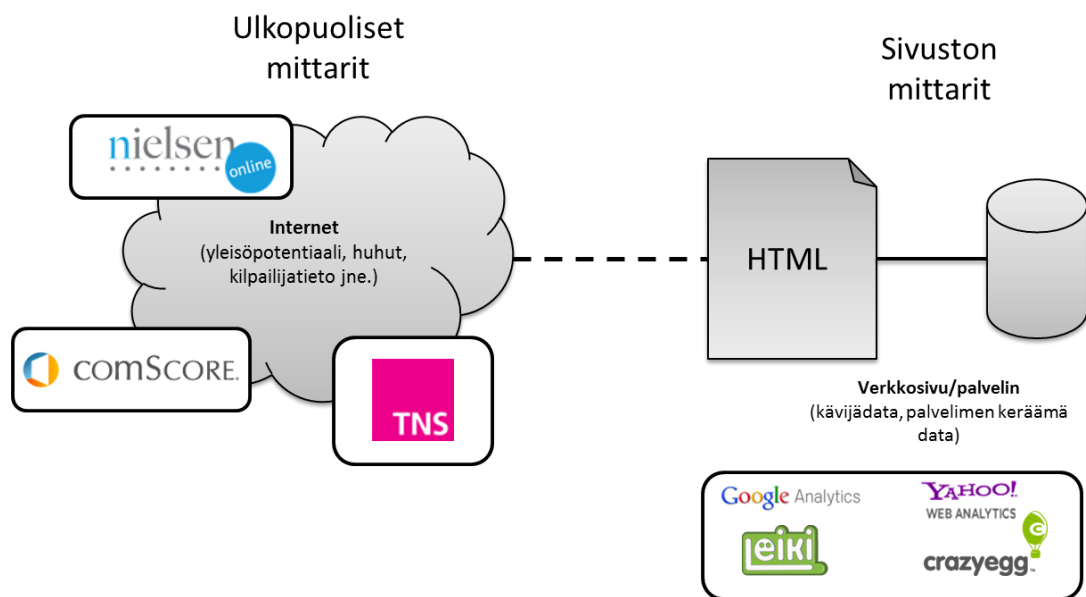 Ulkopuoliset
mittarit
nielsen
online
Internet
(yleisöpotentiaali, huhut,
kilpailijatieto jne.)
comSCORE.
TNS
Sivuston
mittarit
HTML
Verkkosivu/palvelin
(kävijädata, palvelimen keräämä
data)
Google Analytics
YAHOO!
WEB ANALYTICS
Leiki
crazyegg™